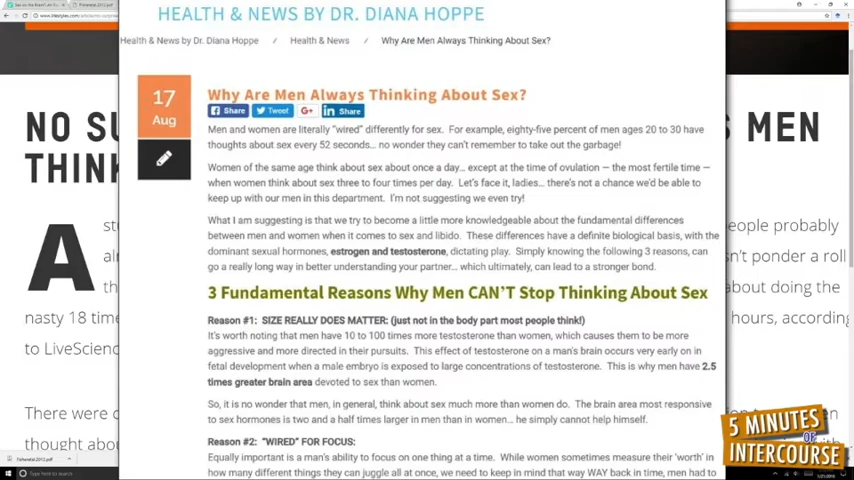 HEALTH & NEWS BY DR. DIANA HOPPE
Health & News by Dr. Diana Hoppe / Health & News / Why Are Men Always Thinking About Sex?
17
Aug
Why Are Men Always Thinking About Sex?
Share Tweet G+ Share
Men and women are literally "wired" differently for sex. For example, eighty-five percent of men ages 20 to 30 have
thoughts about sex every 52 seconds... no wonder they can't remember to take out the garbage!
Women of the same age think about sex about once a day... except at the time of ovulation — the most fertile time —
when women think about sex three to four times per day. Let's face it, ladies... there's not a chance we'd be able to
keep up with our men in this department. I'm not suggesting we even try!
What I am suggesting is that we try to become a little more knowledgeable about the fundamental differences
between men and women when it comes to sex and libido. These differences have a definite biological basis, with the
dominant sexual hormones, estrogen and testosterone, dictating play. Simply knowing the following 3 reasons, can
go a really long way in better understanding your partner... which ultimately, can lead to a stronger bond.
3 Fundamental Reasons Why Men CAN'T Stop Thinking About Sex
Reason #1: SIZE REALLY DOES MATTER: (just not in the body part most people think!)
It's worth noting that men have 10 to 100 times more testosterone than women, which causes them to be more
aggressive and more directed in their pursuits. This effect of testosterone on a man's brain occurs very early on in
fetal development when a male embryo is exposed to large concentrations of testosterone. This is why men have 2.5
times greater brain area devoted to sex than women.
So, it is no wonder that men, in general, think about sex much more than women do. The brain area most responsive
to sex hormones is two and a half times larger in men than in women... he simply cannot help himself.
Reason #2: "WIRED" FOR FOCUS:
Equally important is a man's ability to focus on one thing at a time. While women sometimes measure their 'worth' in
how many different things they can juggle all at once, we need to keep in mind that way WAY back in time, men had to
NO SU
S MEN
THINK
A
nasty 18 time
to LiveScienc
There were
thought about
eople probably
sn't ponder a roll
about doing the
hours, according
5 MINUTES
OF
INTERCOURSE